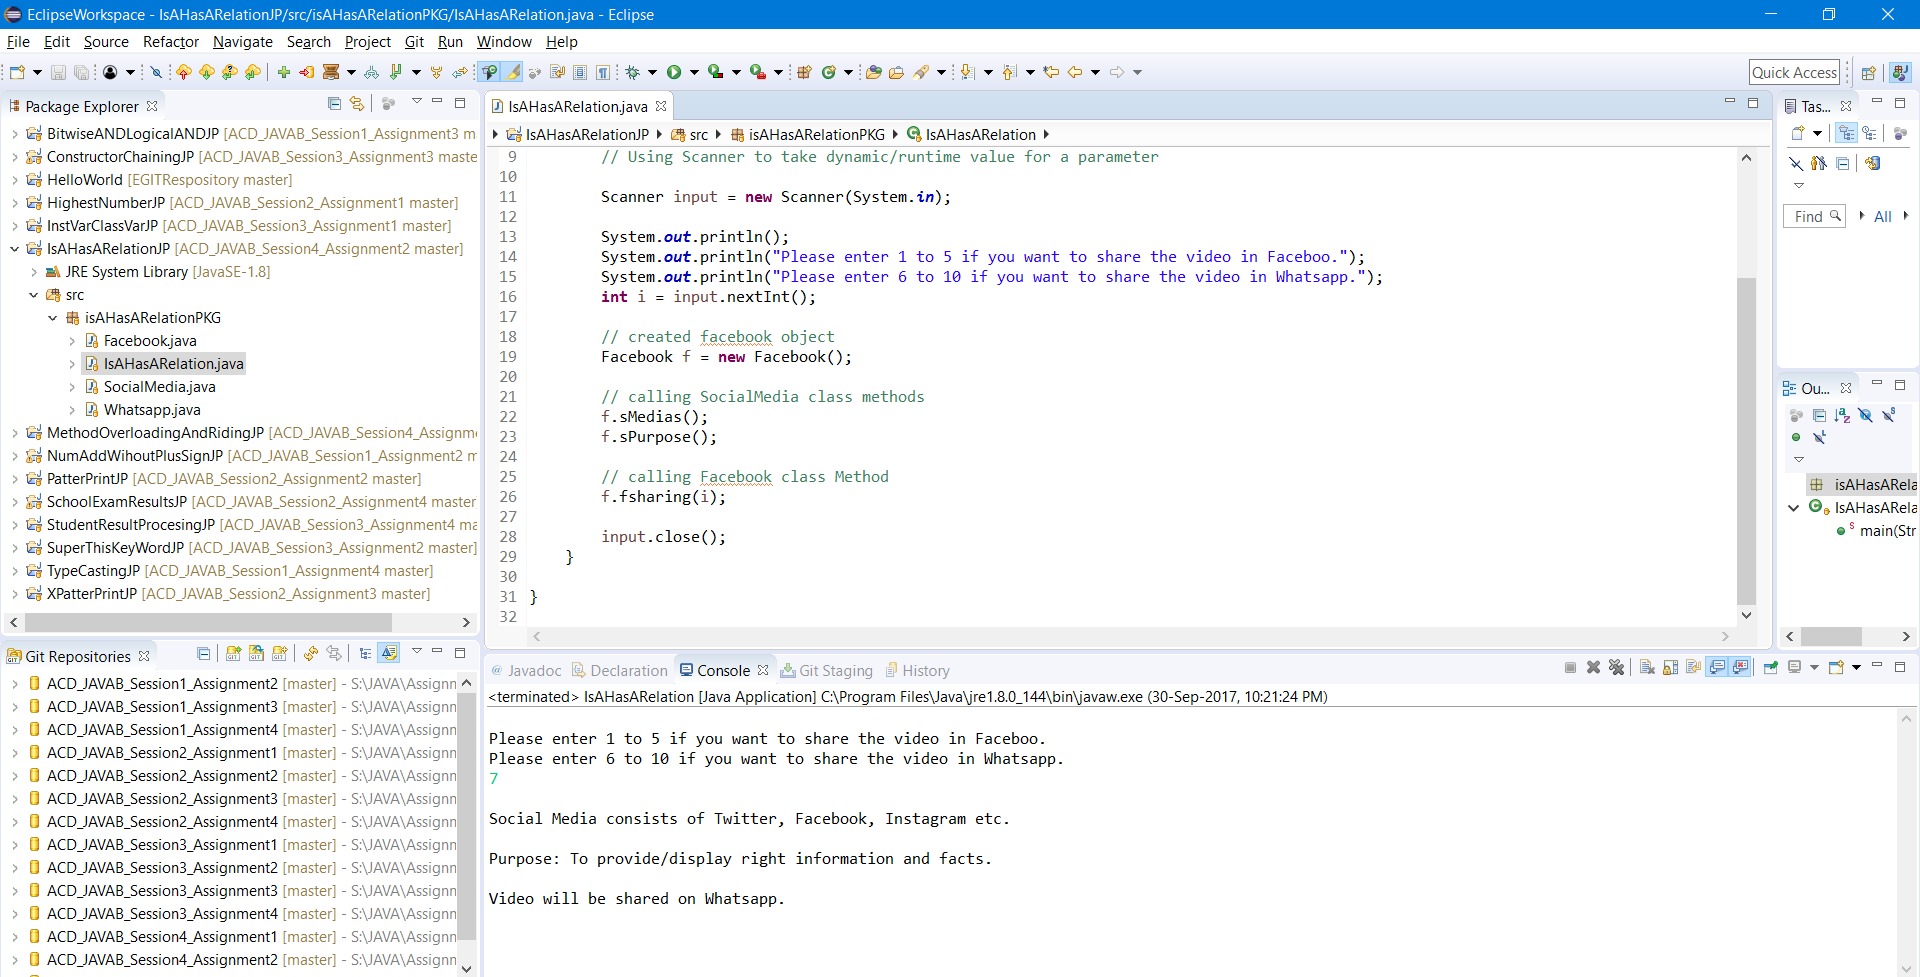 EclipseWorkspace - IsAHasARelationJP/src/isAHasARelationPKG/IsAHasARelation.java - Eclipse
File Edit Source Refactor Navigate Search Project Git Run Window Help
Quick Access
Package Explorer
BitwiseANDLogicalANDJP [ACD_JAVAB_Session1_Assignment3 m
ConstructorChainingJP [ACD_JAVAB_Session3_Assignment3 maste
HelloWorld [EGITRespository master]
HighestNumberJP [ACD_JAVAB_Session2_Assignment1 master]
InstVarClassVarJP [ACD_JAVAB_Session3_Assignment1 master]
IsAHasARelationJP [ACD_JAVAB_Session4_Assignment2 master]
JRE System Library [JavaSE-1.8]
src
isAHasARelationPKG
Facebook.java
IsAHasARelation.java
SocialMedia.java
Whatsapp.java
MethodOverloadingAndRidingJP [ACD_JAVAB_Session4_Assignm
NumAddWihoutPlusSignJP [ACD_JAVAB_Session1_Assignment2 m
PatterPrintJP [ACD_JAVAB_Session2_Assignment2 master]
SchoolExamResultsJP [ACD_JAVAB_Session2_Assignment4 master
StudentResultProcesingJP [ACD_JAVAB_Session3_Assignment4 ma
SuperThisKeyWordJP [ACD_JAVAB_Session3_Assignment2 master]
TypeCastingJP [ACD_JAVAB_Session1_Assignment4 master]
XPatterPrintJP [ACD_JAVAB_Session2_Assignment3 master]
IsAHasARelation.java
IsAHasARelationJP src isAHasARelationPKG IsAHasARelation
9 // Using Scanner to take dynamic/runtime value for a parameter
10
11 Scanner input = new Scanner(System.in);
12
13 System.out.println();
14 System.out.println("Please enter 1 to 5 if you want to share the video in Faceboo.");
15 System.out.println("Please enter 6 to 10 if you want to share the video in Whatsapp.");
16 int i = input.nextInt();
17
18 // created facebook object
19 Facebook f = new Facebook();
20
21 // calling SocialMedia class methods
22 f.sMedias();
23 f.sPurpose();
24
25 // calling Facebook class Method
26 f.fsharing(i);
27
28 input.close();
29 }
30
31 }
32
Tas...
Find All
Ou...
isAHasARela
IsAHasARela
main(Str
Git Repositories
ACD_JAVAB_Session1_Assignment2 [master] - S:\JAVA\Assignn
ACD_JAVAB_Session1_Assignment3 [master] - S:\JAVA\Assignn
ACD_JAVAB_Session1_Assignment4 [master] - S:\JAVA\Assignn
ACD_JAVAB_Session2_Assignment1 [master] - S:\JAVA\Assignn
ACD_JAVAB_Session2_Assignment2 [master] - S:\JAVA\Assignn
ACD_JAVAB_Session2_Assignment3 [master] - S:\JAVA\Assignn
ACD_JAVAB_Session2_Assignment4 [master] - S:\JAVA\Assignn
ACD_JAVAB_Session3_Assignment1 [master] - S:\JAVA\Assignn
ACD_JAVAB_Session3_Assignment2 [master] - S:\JAVA\Assignn
ACD_JAVAB_Session3_Assignment3 [master] - S:\JAVA\Assignn
ACD_JAVAB_Session3_Assignment4 [master] - S:\JAVA\Assignn
ACD_JAVAB_Session4_Assignment1 [master] - S:\JAVA\Assignn
ACD_JAVAB_Session4_Assignment2 [master] - S:\JAVA\Assignn
@ Javadoc Declaration Console Git Staging History
<terminated> IsAHasARelation [Java Application] C:\Program Files\Java\jre1.8.0_144\bin\javaw.exe (30-Sep-2017, 10:21:24 PM)
Please enter 1 to 5 if you want to share the video in Faceboo.
Please enter 6 to 10 if you want to share the video in Whatsapp.
7
Social Media consists of Twitter, Facebook, Instagram etc.
Purpose: To provide/display right information and facts.
Video will be shared on Whatsapp.